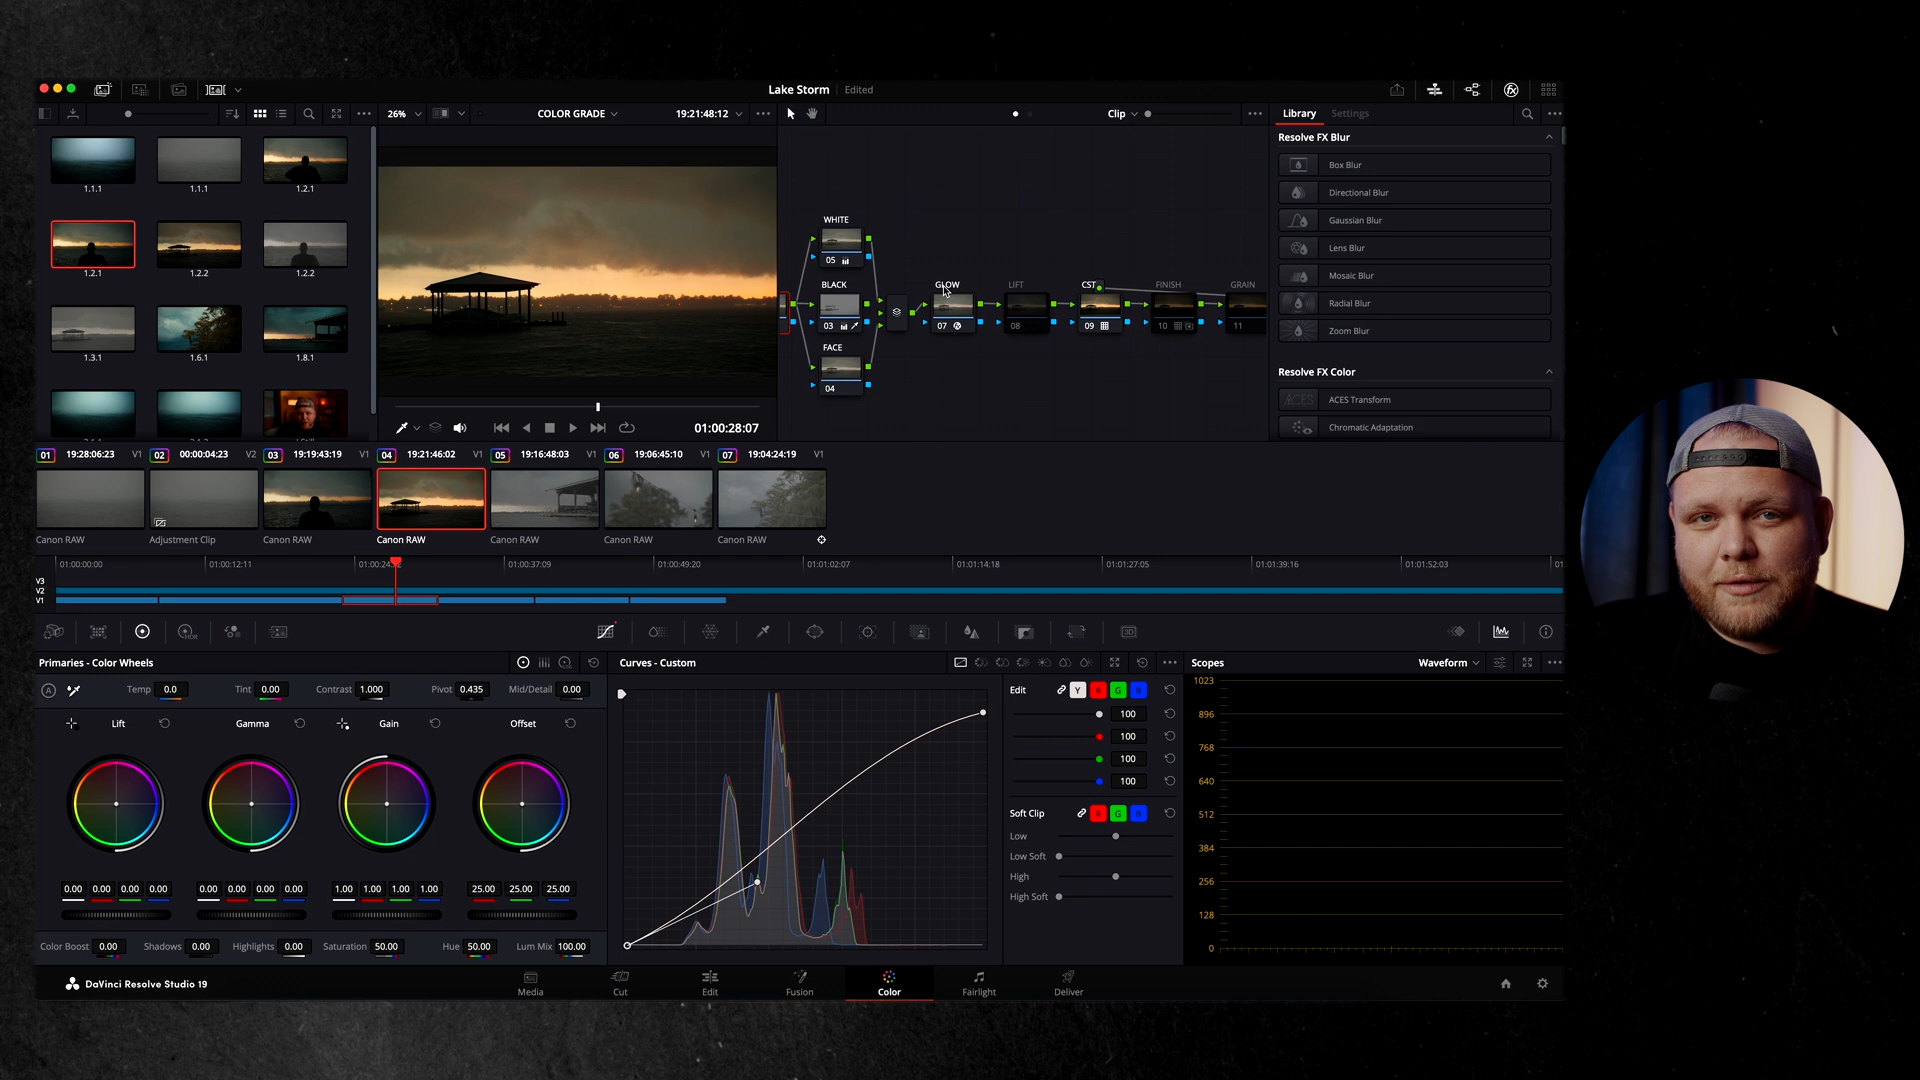 Lake Storm Edited
26% COLOR GRADE 19:21:48:12 Clip Library Settings
1.1.1 1.1.1 1.2.1
1.2.1 1.2.2 1.2.2
1.3.1 1.6.1 1.8.1
WHITE
05
BLACK
03
FACE
04
GLOW
07
LIFT
08
CST
09
FINISH
10
GRAIN
11
01:00:28:07
Resolve FX Blur
Box Blur
Directional Blur
Gaussian Blur
Lens Blur
Mosaic Blur
Radial Blur
Zoom Blur
Resolve FX Color
ACES Transform
Chromatic Adaptation
01 19:28:06:23 V1 02 00:00:04:23 V2 03 19:19:43:19 V1 04 19:21:46:02 V1 05 19:16:48:03 V1 06 19:06:45:10 V1 07 19:04:24:19 V1
Canon RAW Adjustment Clip Canon RAW Canon RAW Canon RAW Canon RAW Canon RAW
01:00:00:00 01:00:12:11 01:00:24: 01:00:37:09 01:00:49:20 01:01:02:07 01:01:14:18 01:01:27:05 01:01:39:16 01:01:52:03 01:
V3
V2
V1
Primaries - Color Wheels
Temp 0.0 Tint 0.00 Contrast 1.000 Pivot 0.435 Mid/Detail 0.00
Lift Gamma Gain Offset
0.00 0.00 0.00 0.00 0.00 0.00 0.00 0.00 1.00 1.00 1.00 1.00 25.00 25.00 25.00
Color Boost 0.00 Shadows 0.00 Highlights 0.00 Saturation 50.00 Hue 50.00 Lum Mix 100.00
Curves - Custom
Edit Y R G B
100
100
100
100
Soft Clip R G B
Low
Low Soft
High
High Soft
Scopes Waveform
1023
896
768
640
512
384
256
128
0
DaVinci Resolve Studio 19
Media Cut Edit Fusion Color Fairlight Deliver